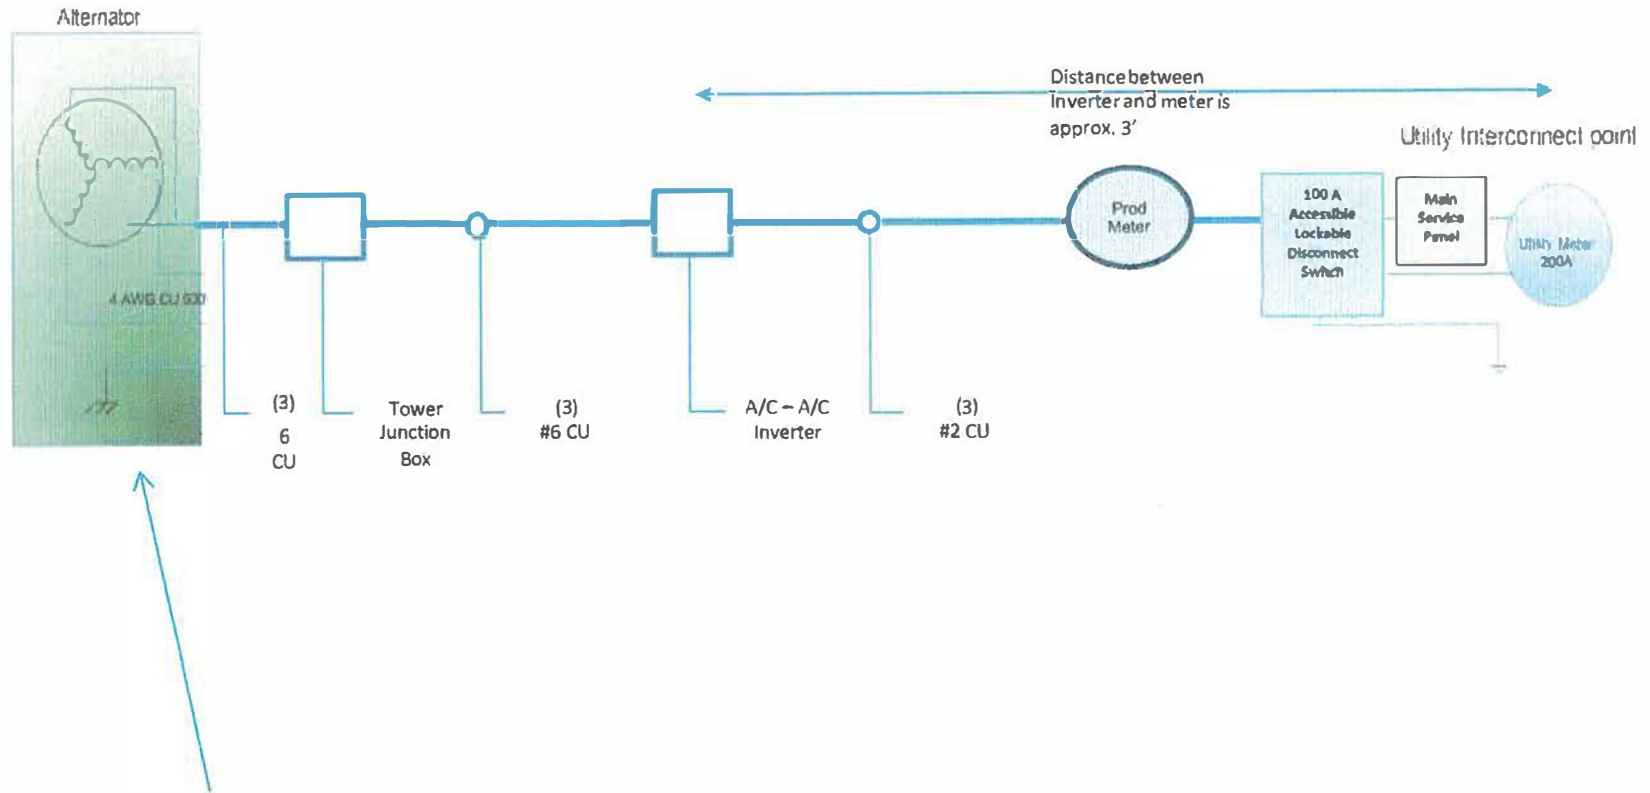 Alternator
Distance between
Inverter and meter is
approx. 3'
Utility Interconnect point
Prod
Meter
100 A
Accessible
Lockable
Disconnect
Switch
Main
Service
Panel
Utility Meter
200A
4 AWG CU 600
(3)
6
CU
Tower
Junction
Box
(3)
#6 CU
A/C – A/C
Inverter
(3)
#2 CU